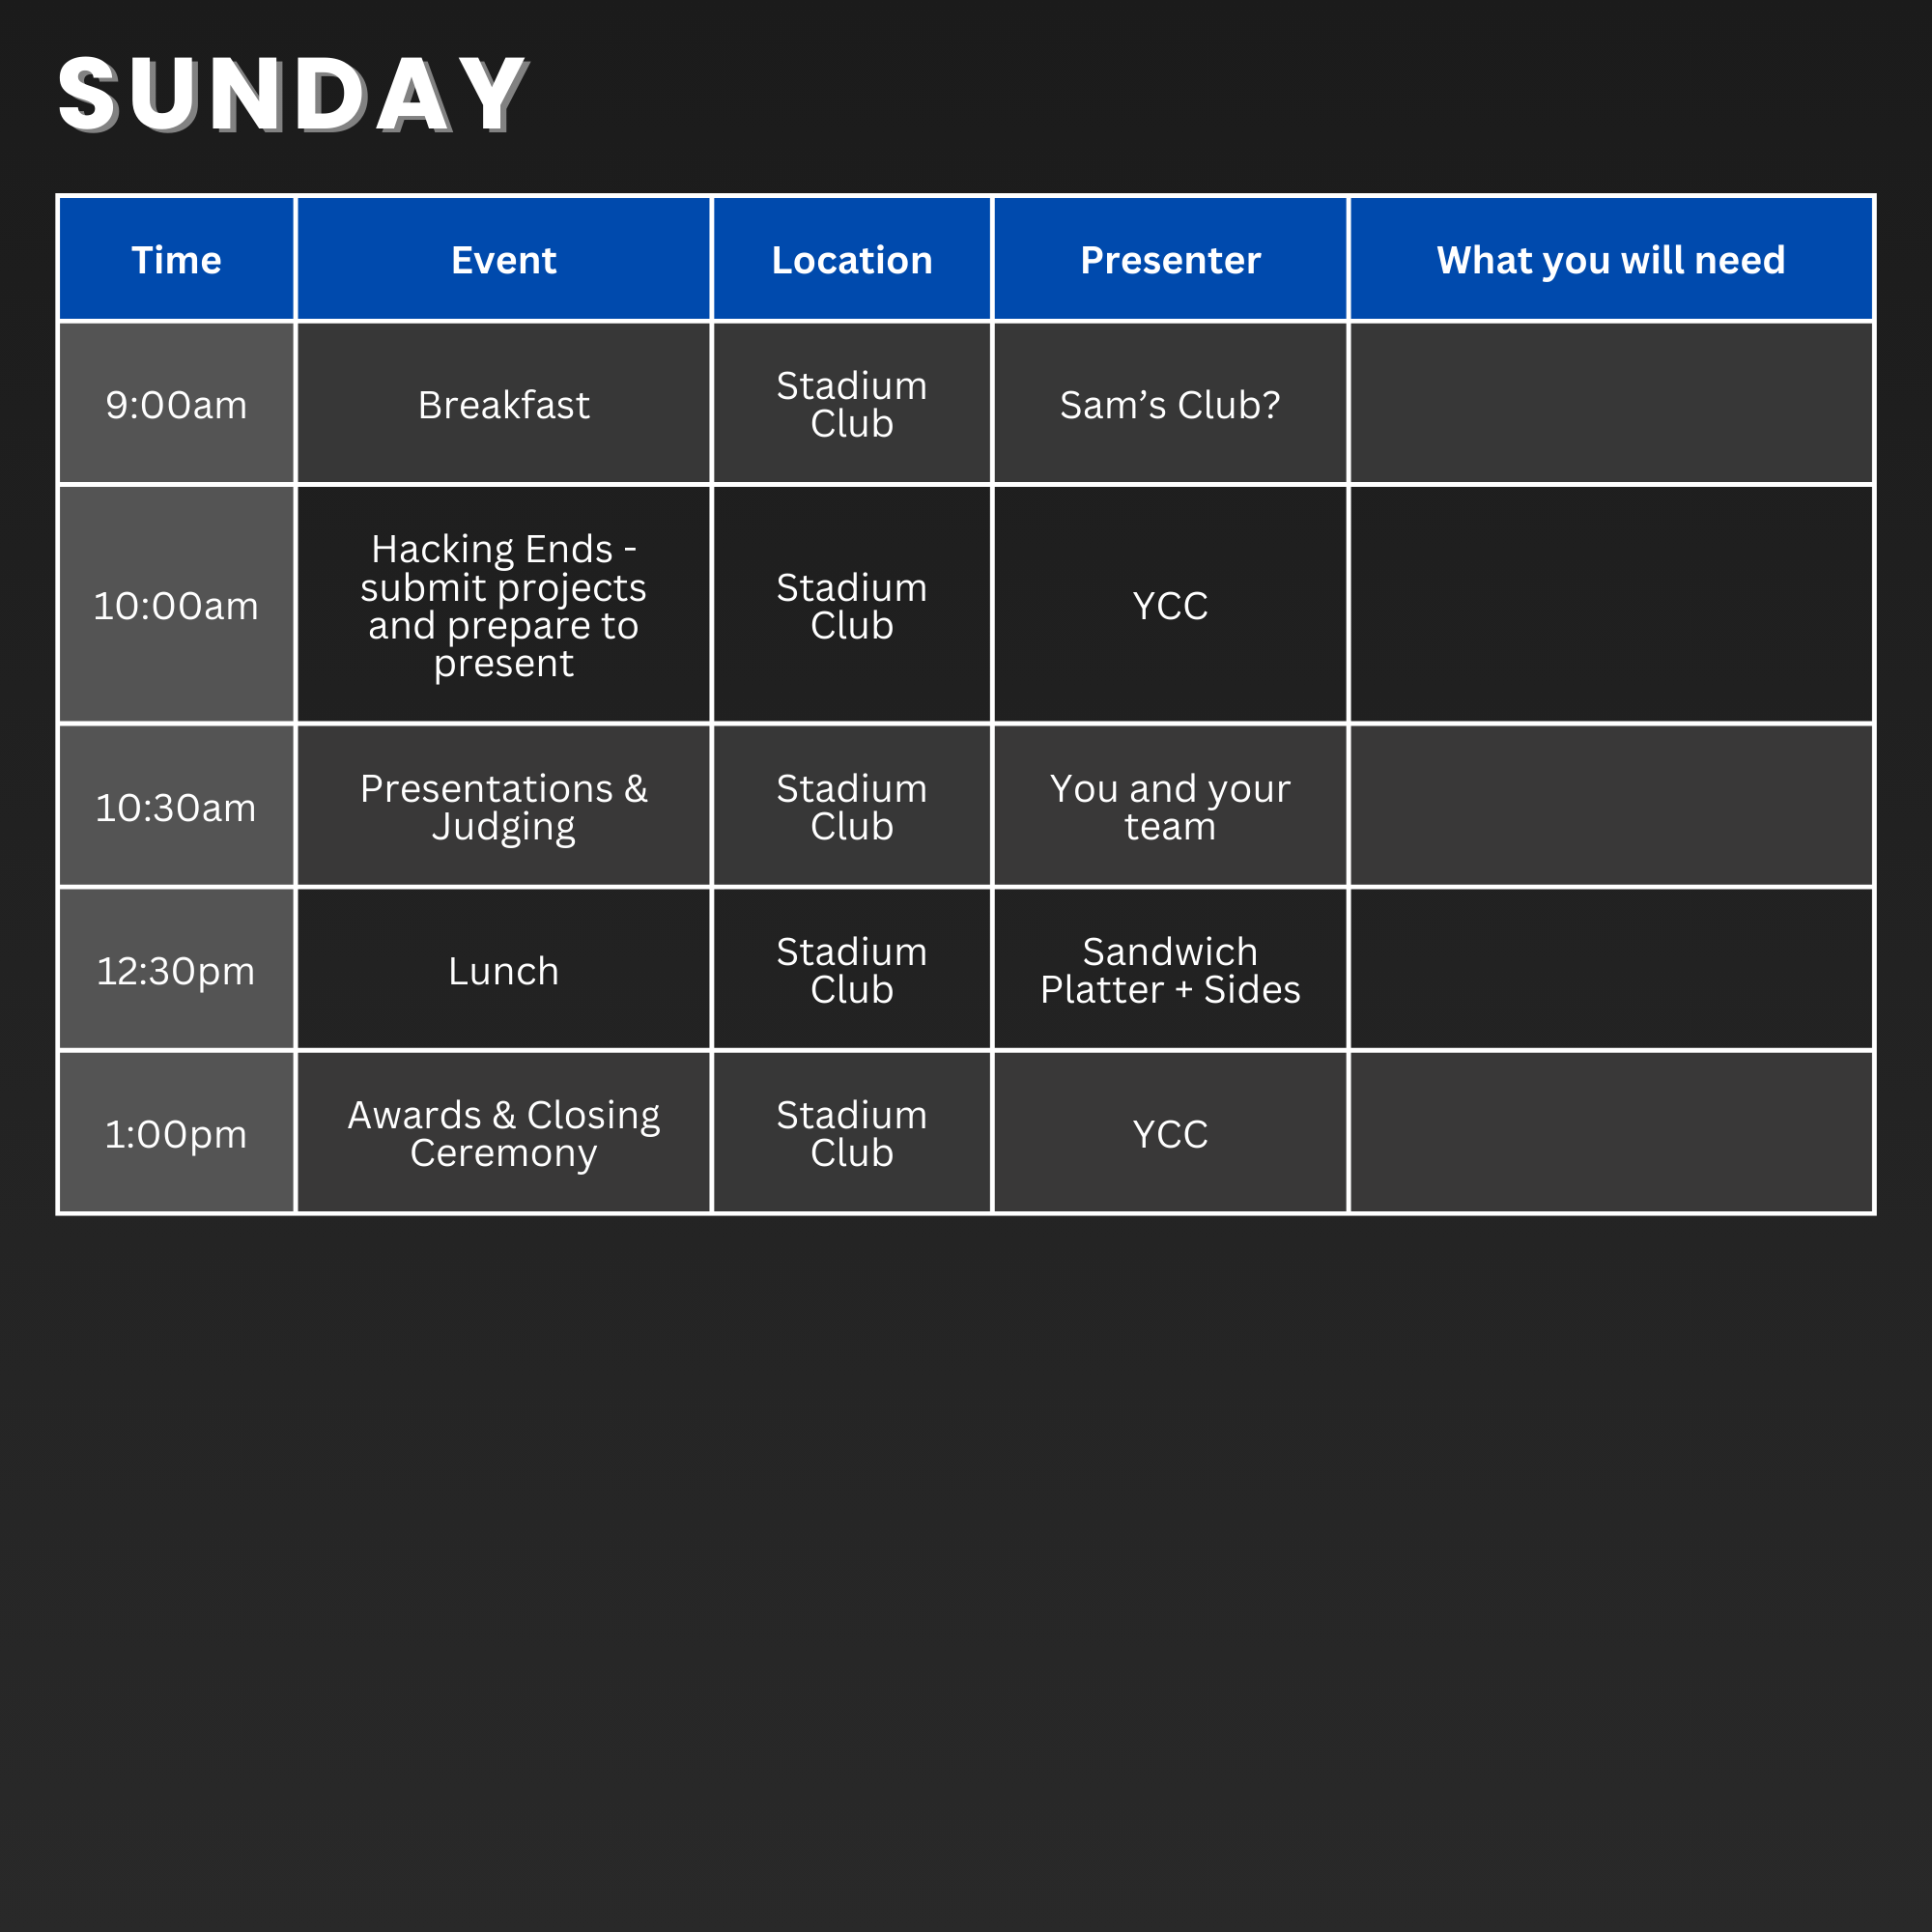 SUNDAY
Time
Event
Location
Presenter
What you will need
9:00am
Breakfast
Stadium
Club
Sam’s Club?
10:00am
Hacking Ends -
submit projects
and prepare to
present
Stadium
Club
YCC
10:30am
Presentations &
Judging
Stadium
Club
You and your
team
12:30pm
Lunch
Stadium
Club
Sandwich
Platter + Sides
1:00pm
Awards & Closing
Ceremony
Stadium
Club
YCC